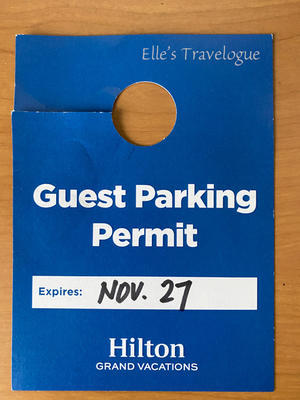 Elle's Travelogue
Guest Parking
Permit
Expires: NOV. 27
Hilton
GRAND VACATIONS